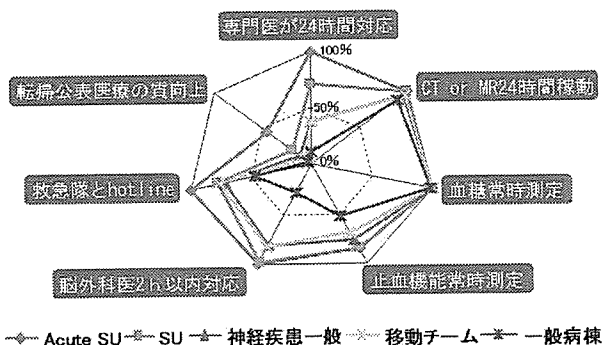 専門医が24時間対応
100%
転帰公表医療の質向上
CT or MR24時間稼動
50%
0%
救急隊とhotline
血糖常時測定
脳外科医2h以内対応
止血機能常時測定
Acute SU SU 神経疾患一般 移動チーム 一般病棟